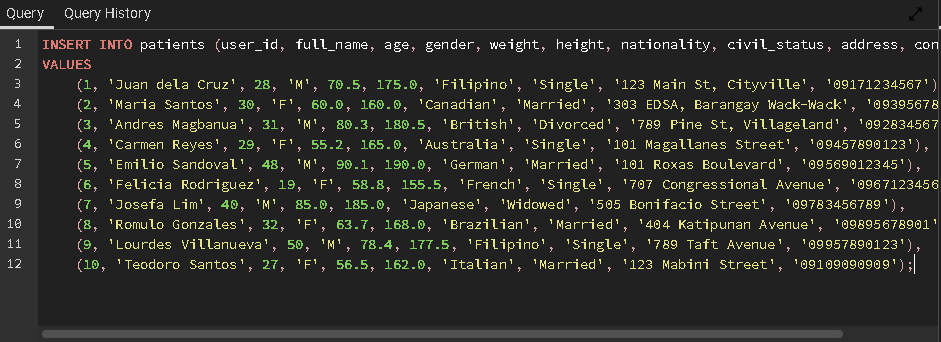 Query Query History
1 INSERT INTO patients (user_id, full_name, age, gender, weight, height, nationality, civil_status, address, con
2 VALUES
3 (1, 'Juan dela Cruz', 28, 'M', 70.5, 175.0, 'Filipino', 'Single', '123 Main St, Cityville', '09171234567')
4 (2, 'Maria Santos', 30, 'F', 60.0, 160.0, 'Canadian', 'Married', '303 EDSA, Barangay Wack-Wack', '09395678
5 (3, 'Andres Magbanua', 31, 'M', 80.3, 180.5, 'British', 'Divorced', '789 Pine St, Villageland', '092834567
6 (4, 'Carmen Reyes', 29, 'F', 55.2, 165.0, 'Australia', 'Single', '101 Magallanes Street', '09457890123'),
7 (5, 'Emilio Sandoval', 48, 'M', 90.1, 190.0, 'German', 'Married', '101 Roxas Boulevard', '09569012345'),
8 (6, 'Felicia Rodriguez', 19, 'F', 58.8, 155.5, 'French', 'Single', '707 Congressional Avenue', '0967123456
9 (7, 'Josefa Lim', 40, 'M', 85.0, 185.0, 'Japanese', 'Widowed', '505 Bonifacio Street', '09783456789'),
10 (8, 'Romulo Gonzales', 32, 'F', 63.7, 168.0, 'Brazilian', 'Married', '404 Katipunan Avenue', '09895678901'
11 (9, 'Lourdes Villanueva', 50, 'M', 78.4, 177.5, 'Filipino', 'Single', '789 Taft Avenue', '09957890123'),
12 (10, 'Teodoro Santos', 27, 'F', 56.5, 162.0, 'Italian', 'Married', '123 Mabini Street', '09109090909');